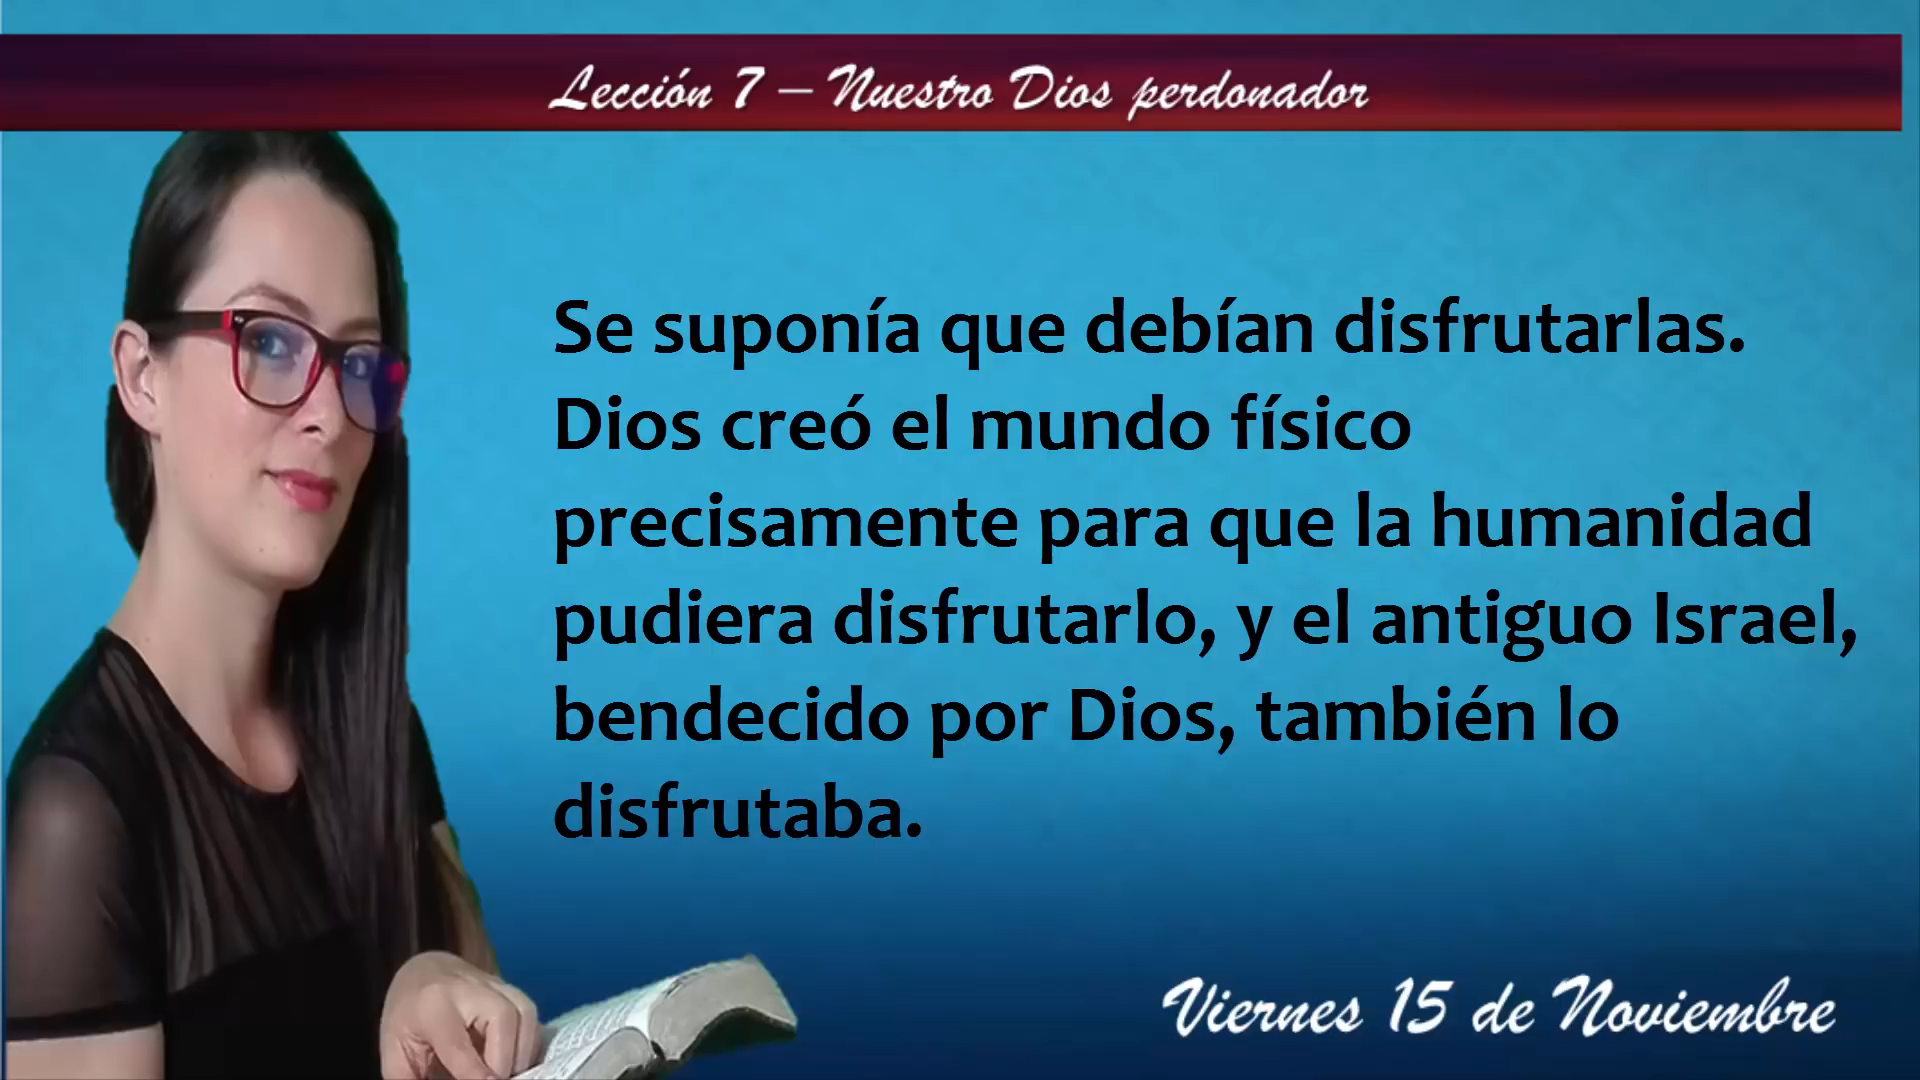 Lección 7 – Nuestro Dios perdonador
Se suponía que debían disfrutarlas.
Dios creó el mundo físico
precisamente para que la humanidad
pudiera disfrutarlo, y el antiguo Israel,
bendecido por Dios, también lo
disfrutaba.
Viernes 15 de Noviembre